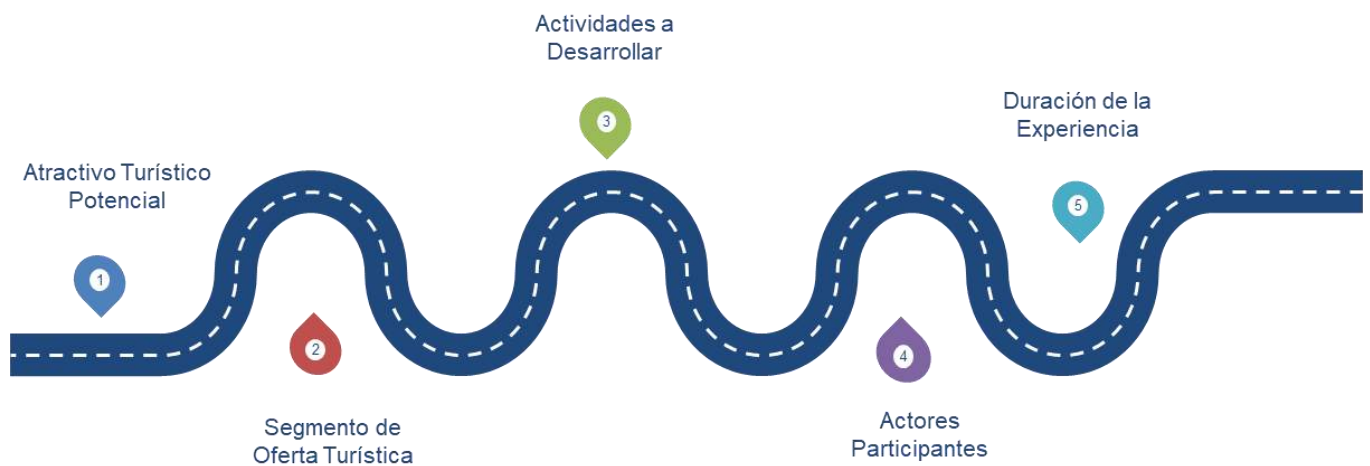 Atractivo Turístico
Potencial
1
Segmento de
Oferta Turística
2
Actividades a
Desarrollar
3
Actores
Participantes
4
Duración de la
Experiencia
5